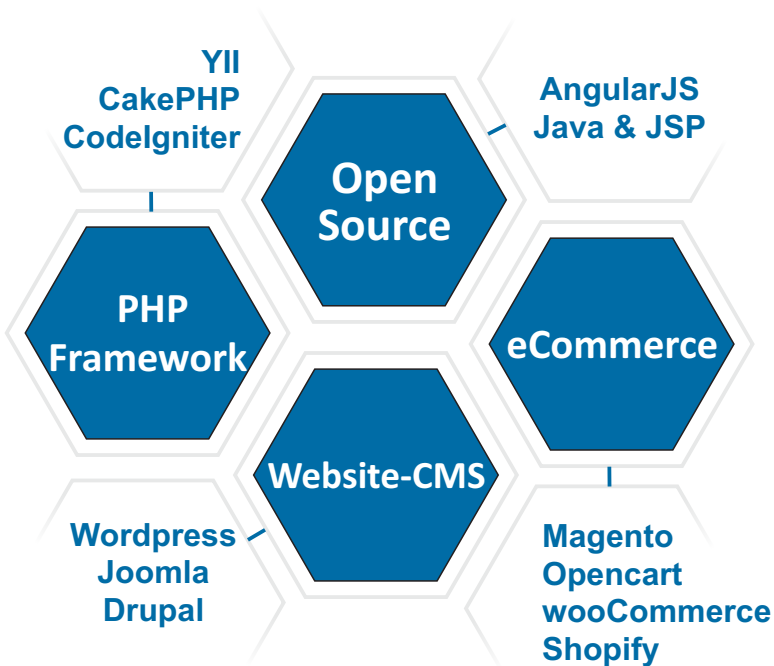 YII
CakePHP
CodeIgniter
AngularJS
Java & JSP
Open
Source
PHP
Framework
eCommerce
Website-CMS
Wordpress
Joomla
Drupal
Magento
Opencart
wooCommerce
Shopify